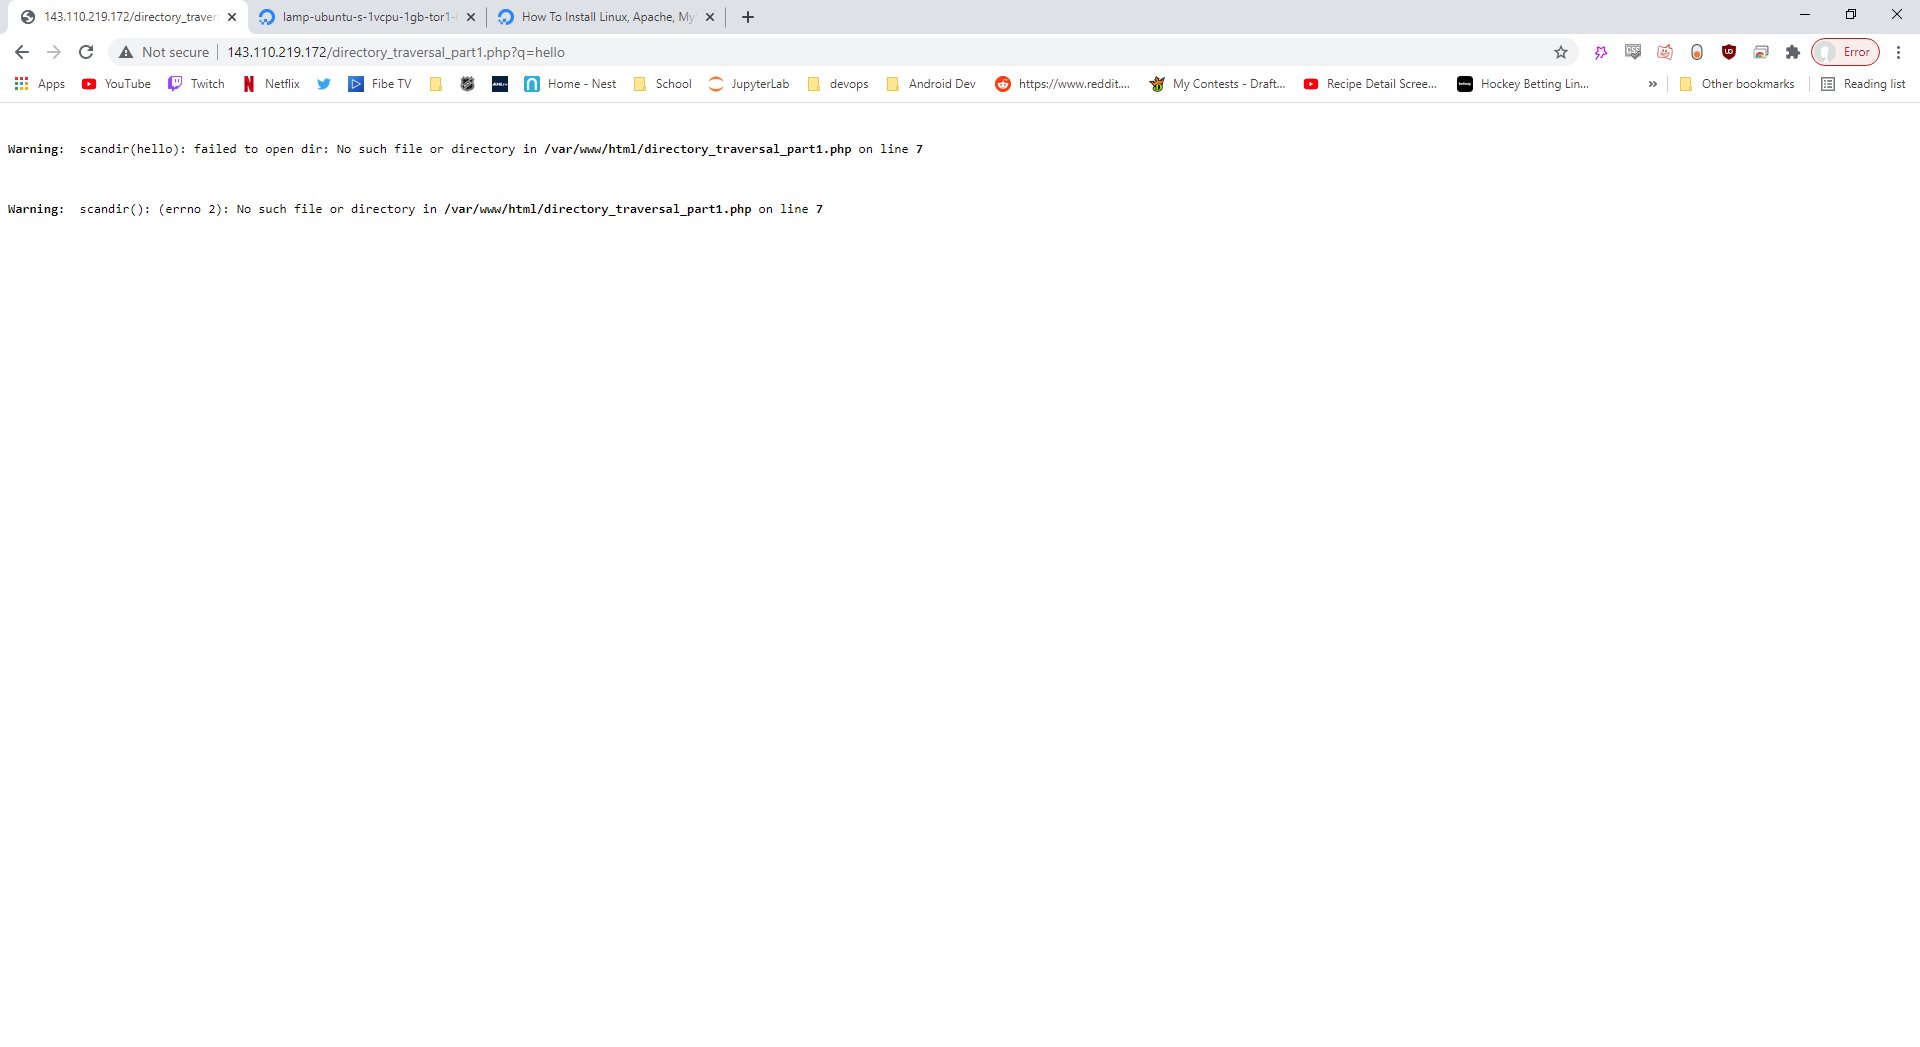 143.110.219.172/directory_traver
lamp-ubuntu-s-1vcpu-1gb-tor1-
How To Install Linux, Apache, My
Not secure
143.110.219.172/directory_traversal_part1.php?q=hello
Error
Apps
YouTube
Twitch
Netflix
Fibe TV
Home - Nest
School
JupyterLab
devops
Android Dev
https://www.reddit....
My Contests - Draft...
Recipe Detail Scree...
Hockey Betting Lin...
»
Other bookmarks
Reading list
Warning: scandir(hello): failed to open dir: No such file or directory in /var/www/html/directory_traversal_part1.php on line 7
Warning: scandir(): (errno 2): No such file or directory in /var/www/html/directory_traversal_part1.php on line 7